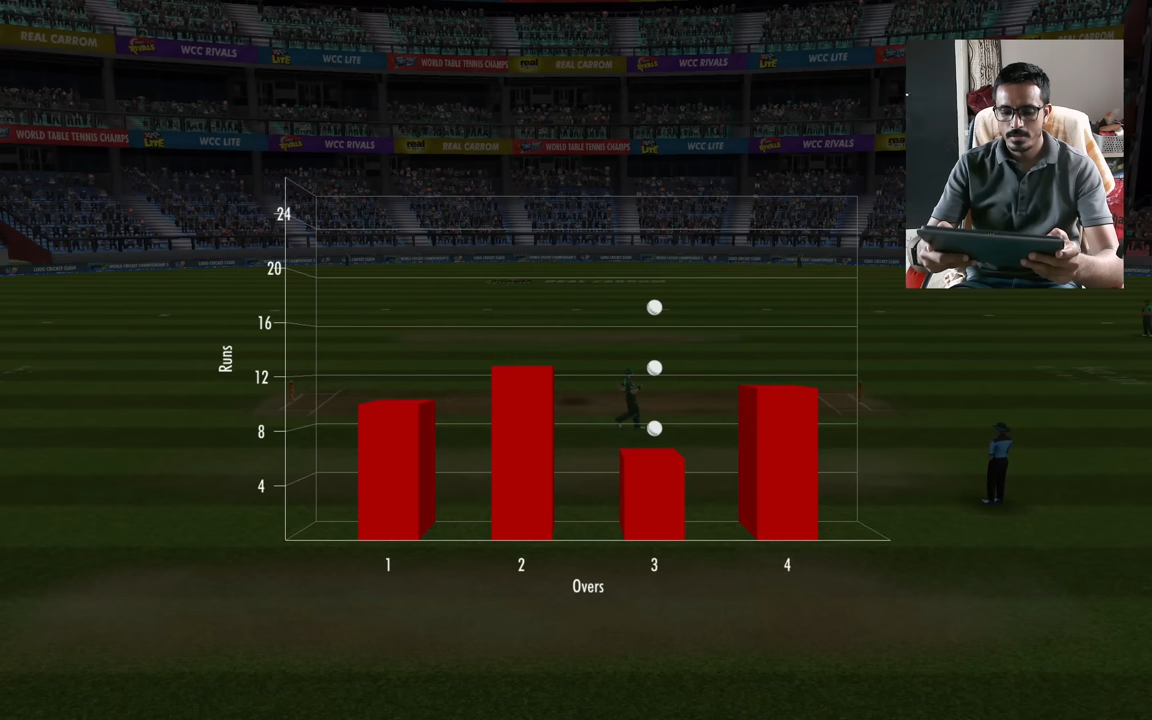 REAL CARROM WCC RIVALS WCC LITE WORLD TABLE TENNIS CHAMPS real REAL CARROM WCC RIVALS WCC LITE
WORLD TABLE TENNIS CHAMPS WCC LITE WCC RIVALS real REAL CARROM WORLD TABLE TENNIS CHAMPS WCC LITE WCC RIVALS
24
20
16
12
8
4
Runs
1 2 3 4
Overs